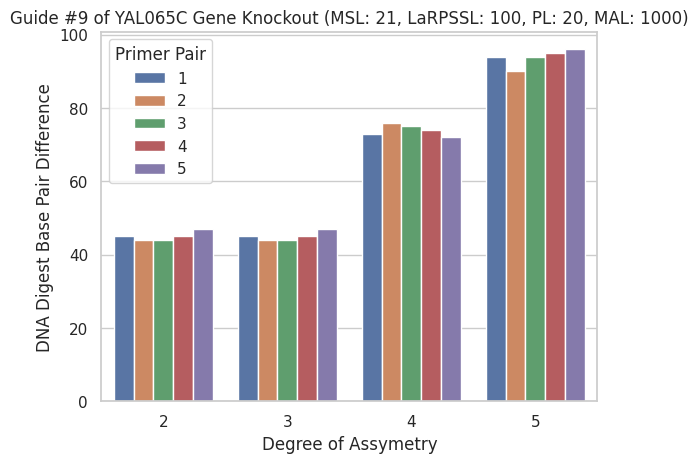 Guide #9 of YAL065C Gene Knockout (MSL: 21, LaRPSSL: 100, PL: 20, MAL: 1000)
100
80
60
40
20
0
DNA Digest Base Pair Difference
Primer Pair
1
2
3
4
5
2 3 4 5
Degree of Assymetry